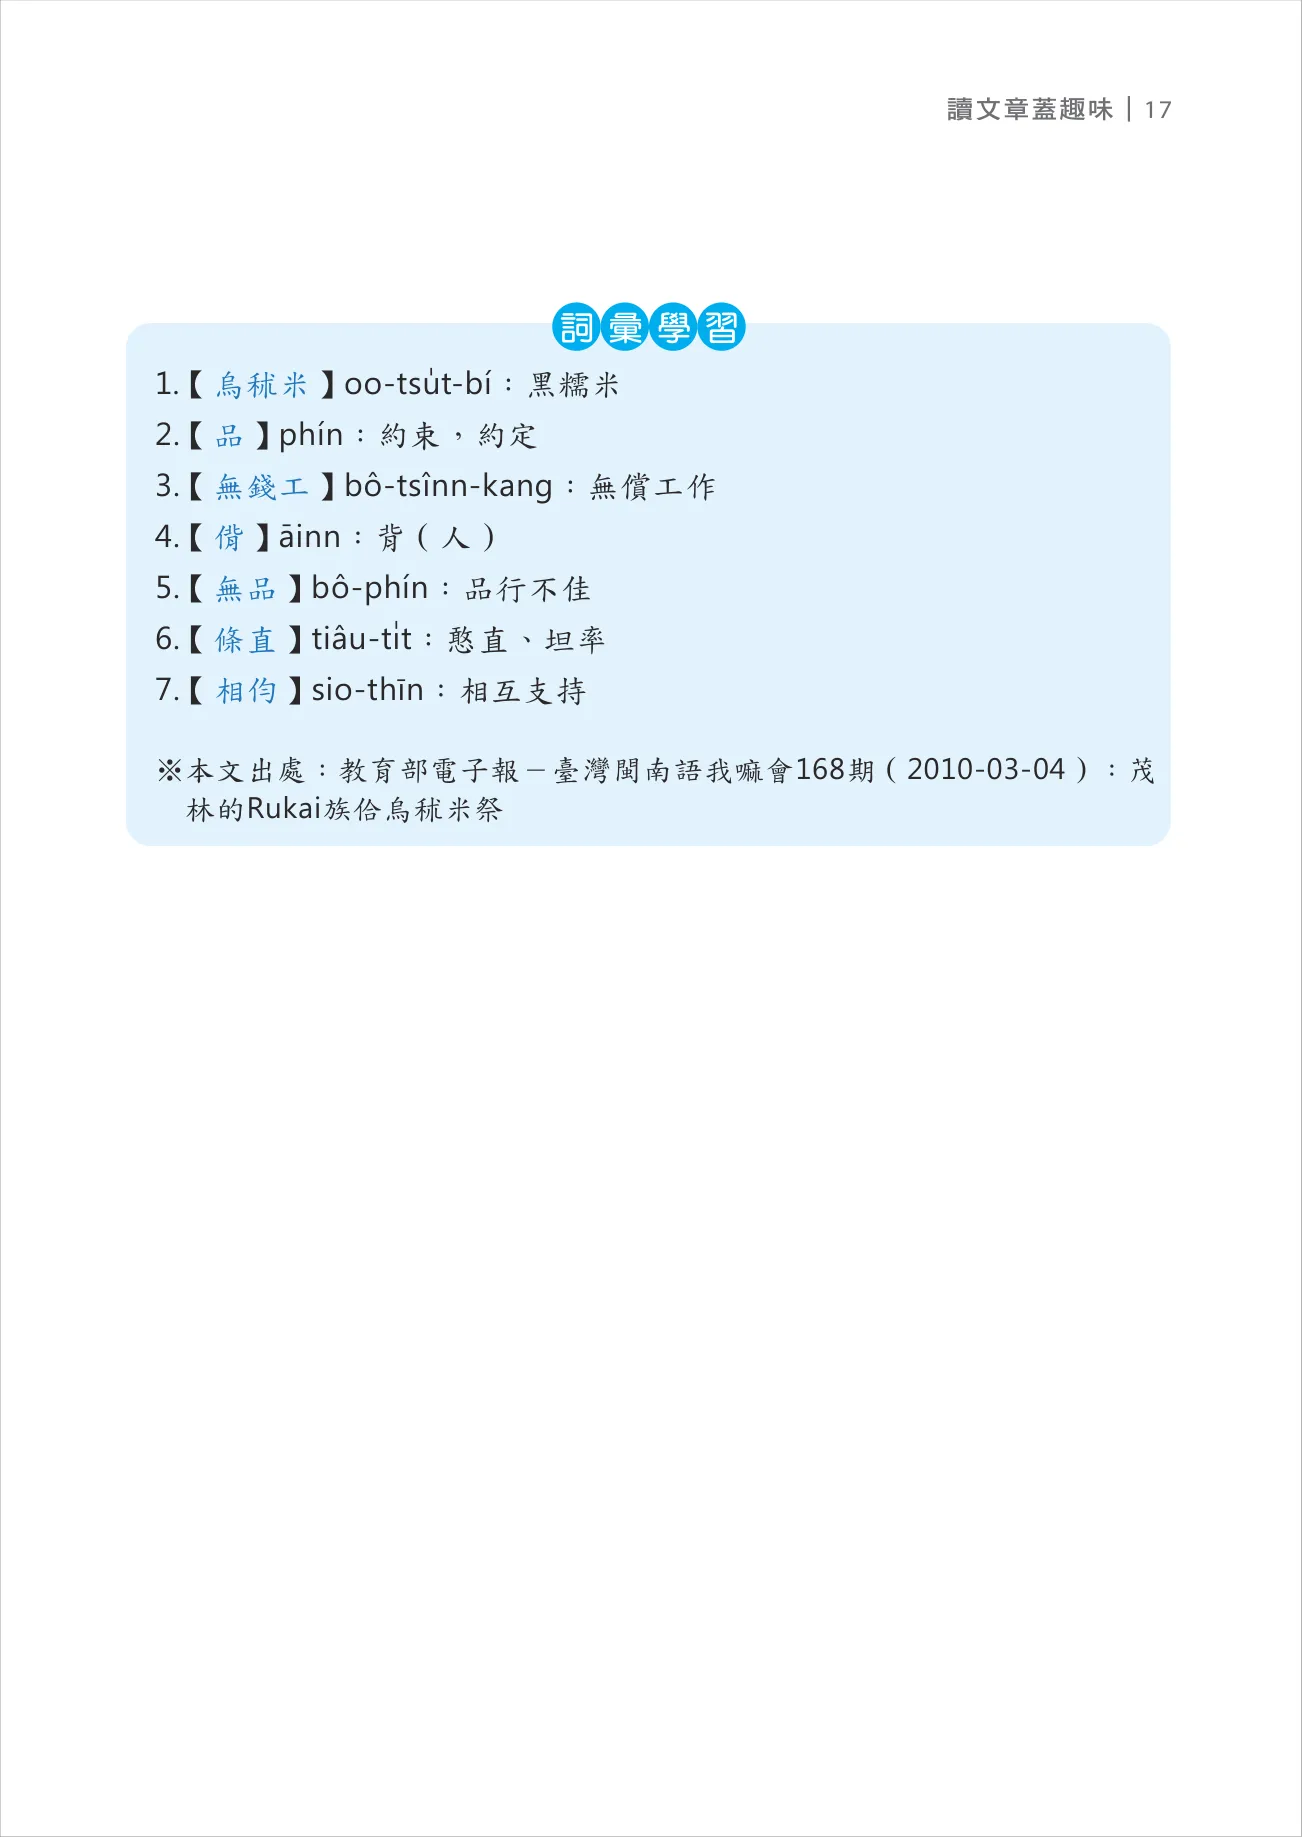 讀文章蓋趣味｜17
詞彙學習
1.【烏秫米】oo-tsu̍t-bí：黑糯米
2.【品】phín：約束，約定
3.【無錢工】bô-tsînn-kang：無償工作
4.【偝】āinn：背（人）
5.【無品】bô-phín：品行不佳
6.【條直】tiâu-ti̍t：憨直、坦率
7.【相伨】sio-thīn：相互支持
※本文出處：教育部電子報－臺灣閩南語我嘛會168期（2010-03-04）：茂
林的Rukai族佮烏秫米祭